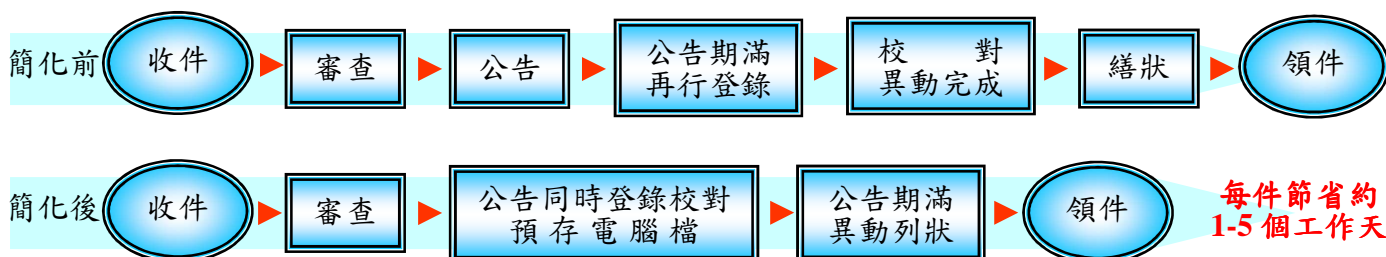 簡化前 收件 審查 公告 公告期滿 校對 繕狀 領件
再行登錄 異動完成
簡化後 收件 審查 公告同時登錄校對 公告期滿 領件 每件節省約
預存電腦檔 異動列狀 1-5個工作天